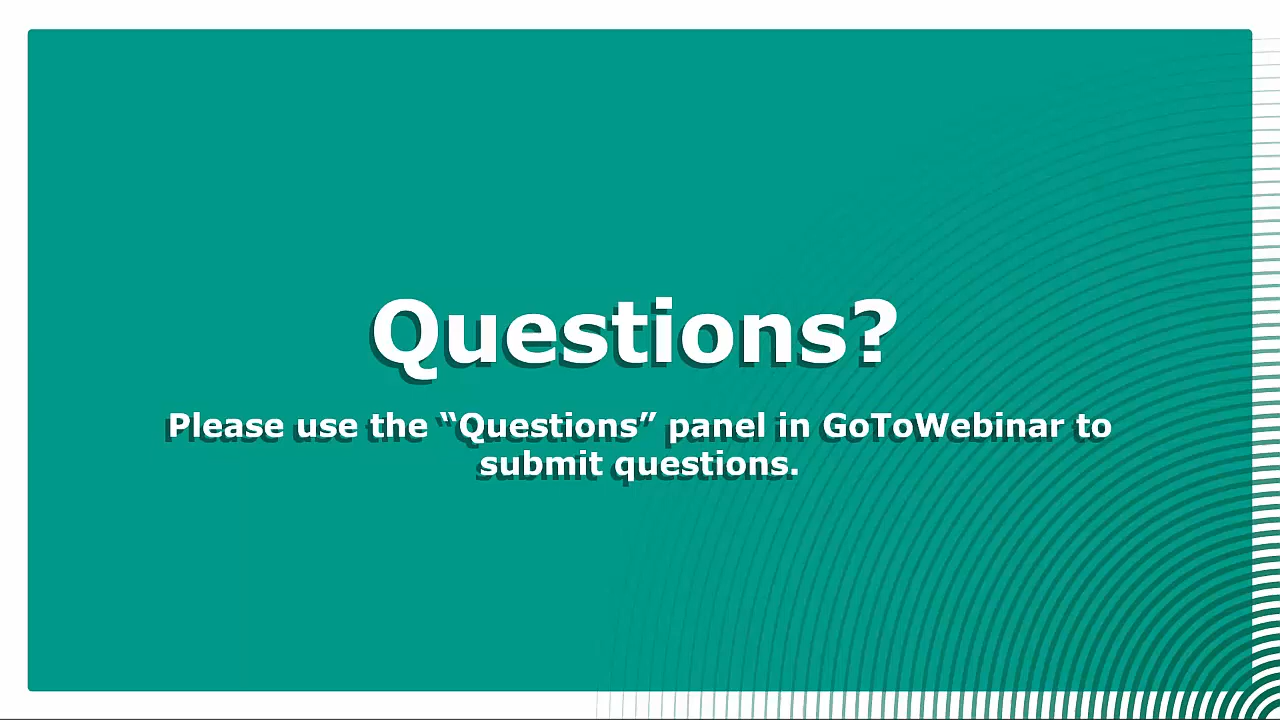 Questions?
Please use the “Questions” panel in GoToWebinar to
submit questions.